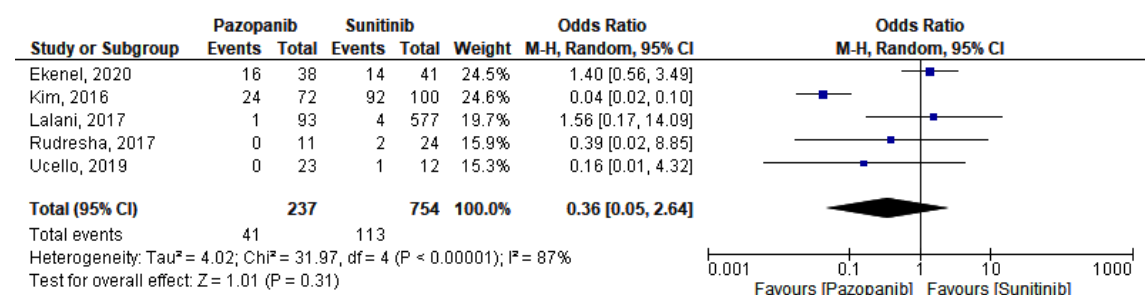 Pazopanib Sunitinib Odds Ratio Odds Ratio
Study or Subgroup Events Total Events Total Weight M-H, Random, 95% CI M-H, Random, 95% CI
Ekenel, 2020 16 38 14 41 24.5% 1.40 [0.56, 3.49]
Kim, 2016 24 72 92 100 24.6% 0.04 [0.02, 0.10]
Lalani, 2017 1 93 4 577 19.7% 1.56 [0.17, 14.09]
Rudresha, 2017 0 11 2 24 15.9% 0.39 [0.02, 8.85]
Ucello, 2019 0 23 1 12 15.3% 0.16 [0.01, 4.32]
Total (95% CI) 237 754 100.0% 0.36 [0.05, 2.64]
Total events 41 113
Heterogeneity: Tau² = 4.02; Chi² = 31.97, df = 4 (P < 0.00001); I² = 87%
Test for overall effect: Z = 1.01 (P = 0.31)
0.001 0.1 1 10 1000
Favours [Pazopanib] Favours [Sunitinib]